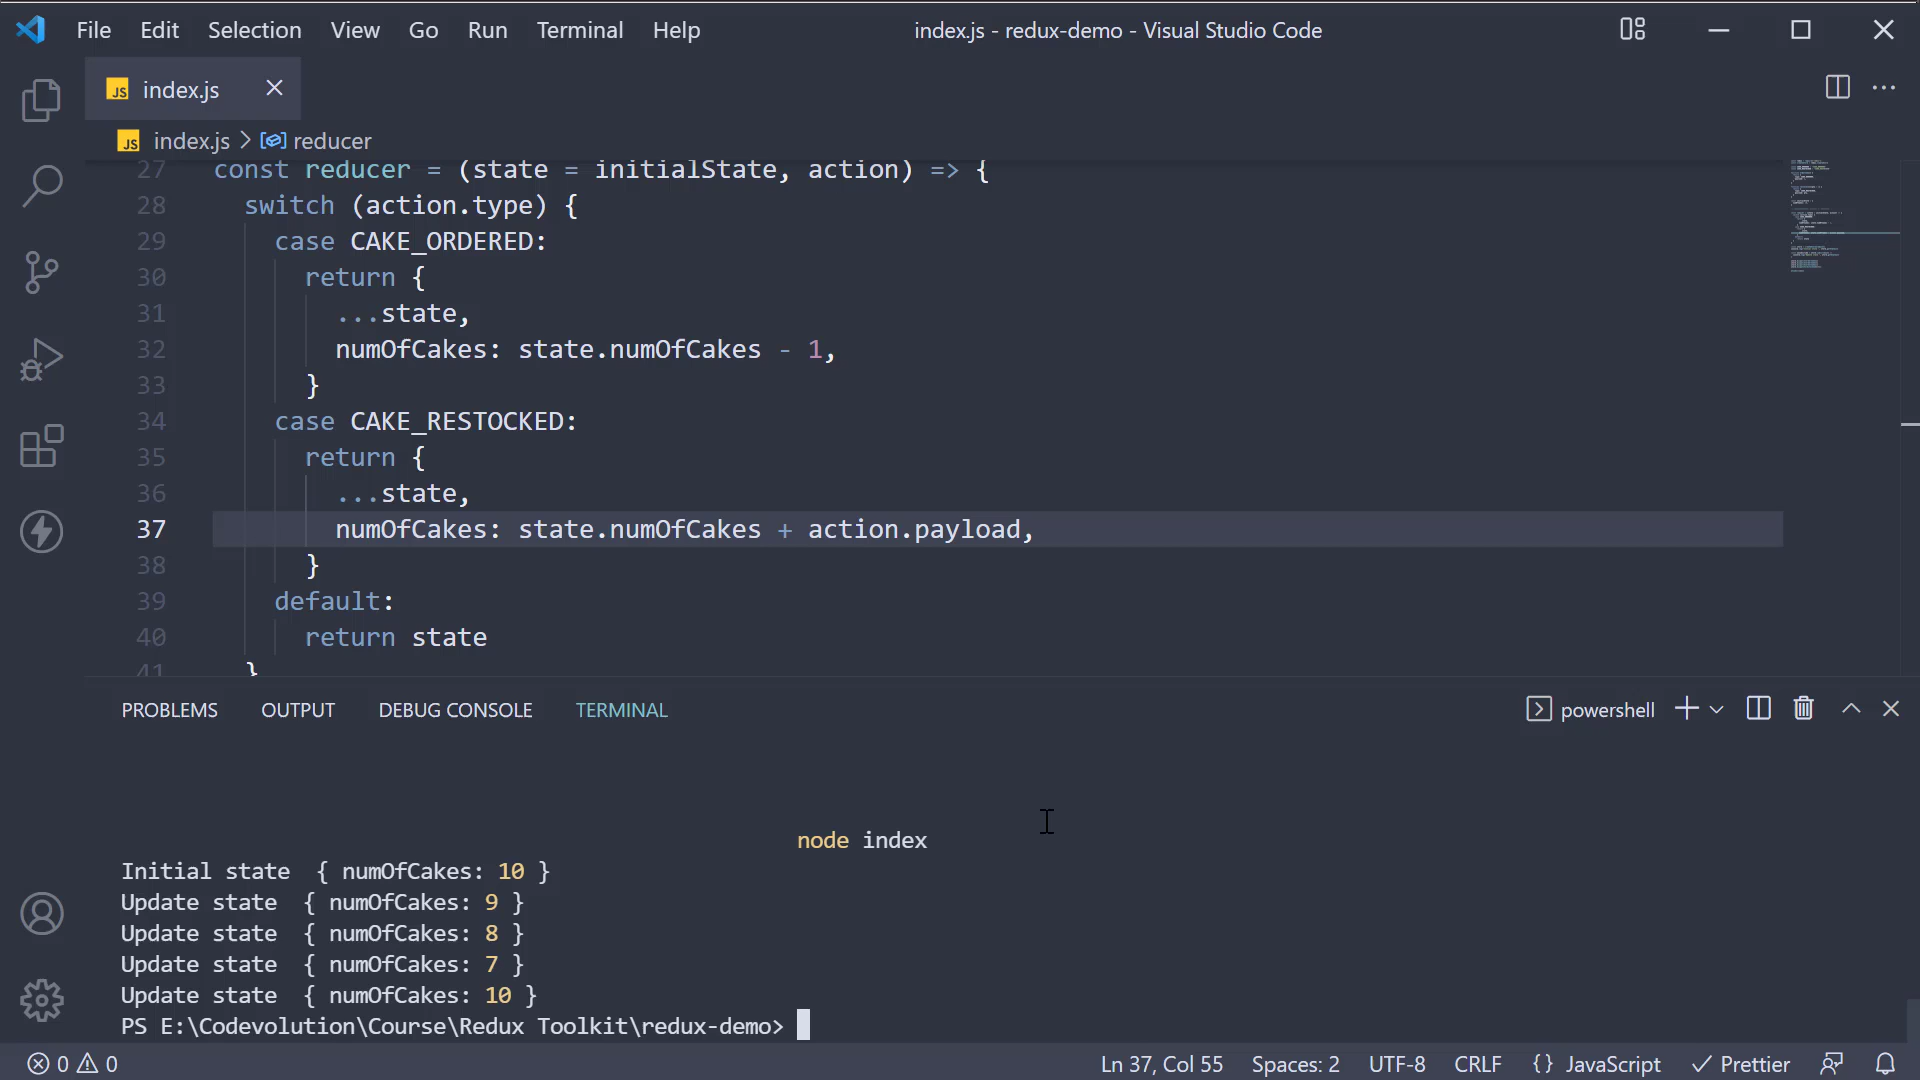 File Edit Selection View Go Run Terminal Help
index.js - redux-demo - Visual Studio Code
JS index.js
JS index.js > reducer
27 const reducer = (state = initialState, action) => {
28 switch (action.type) {
29 case CAKE_ORDERED:
30 return {
31 ...state,
32 numOfCakes: state.numOfCakes - 1,
33 }
34 case CAKE_RESTOCKED:
35 return {
36 ...state,
37 numOfCakes: state.numOfCakes + action.payload,
38 }
39 default:
40 return state
41 }
PROBLEMS OUTPUT DEBUG CONSOLE TERMINAL
powershell
node index
Initial state { numOfCakes: 10 }
Update state { numOfCakes: 9 }
Update state { numOfCakes: 8 }
Update state { numOfCakes: 7 }
Update state { numOfCakes: 10 }
PS E:\Codevolution\Course\Redux Toolkit\redux-demo>
0 0
Ln 37, Col 55 Spaces: 2 UTF-8 CRLF {} JavaScript Prettier